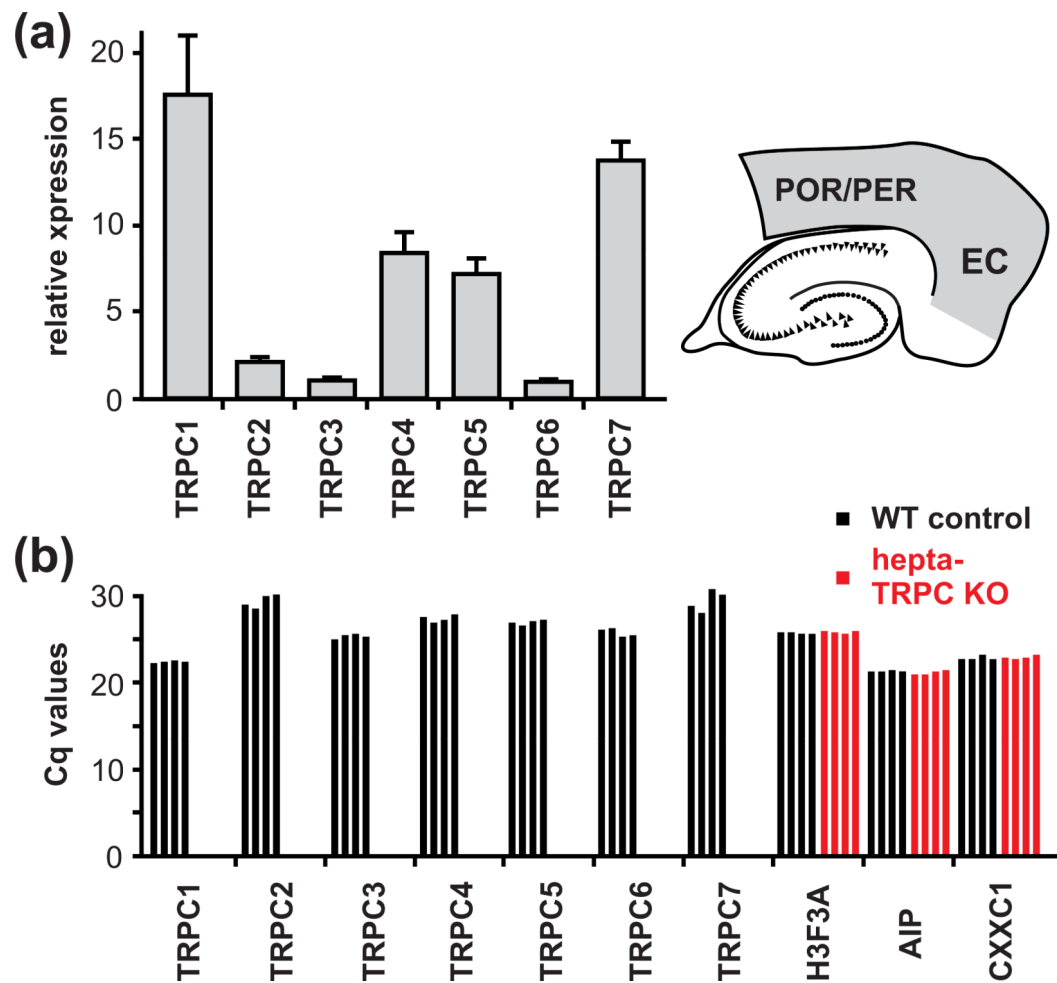 (a)
relative xpression
20
15
10
5
0
TRPC1
TRPC2
TRPC3
TRPC4
TRPC5
TRPC6
TRPC7
POR/PER
EC
(b)
WT control
hepta-
TRPC KO
Cq values
30
20
10
0
TRPC1
TRPC2
TRPC3
TRPC4
TRPC5
TRPC6
TRPC7
H3F3A
AIP
CXXC1